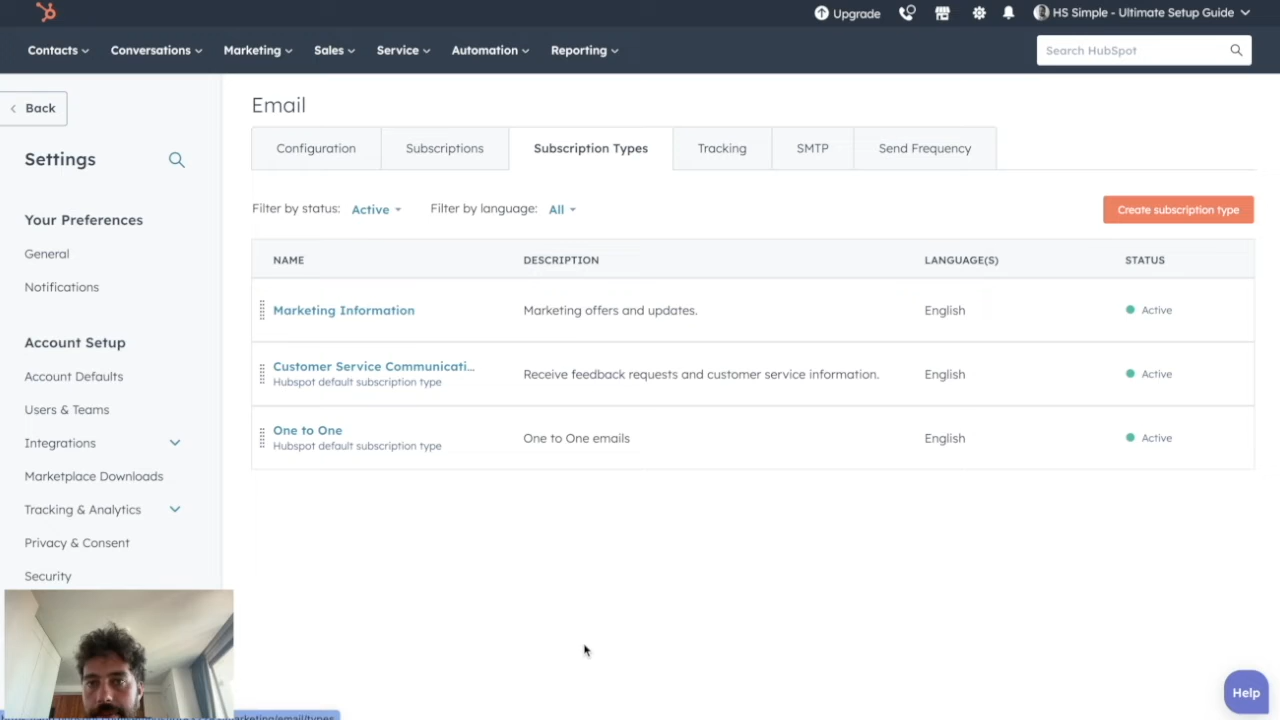 Upgrade
HS Simple - Ultimate Setup Guide
Contacts
Conversations
Marketing
Sales
Service
Automation
Reporting
Search HubSpot
Back
Settings
Your Preferences
General
Notifications
Account Setup
Account Defaults
Users & Teams
Integrations
Marketplace Downloads
Tracking & Analytics
Privacy & Consent
Security
Email
Configuration
Subscriptions
Subscription Types
Tracking
SMTP
Send Frequency
Filter by status: Active
Filter by language: All
Create subscription type
NAME DESCRIPTION LANGUAGE(S) STATUS
Marketing Information Marketing offers and updates. English Active
Customer Service Communicati...
Hubspot default subscription type
Receive feedback requests and customer service information. English Active
One to One
Hubspot default subscription type
One to One emails English Active
Help